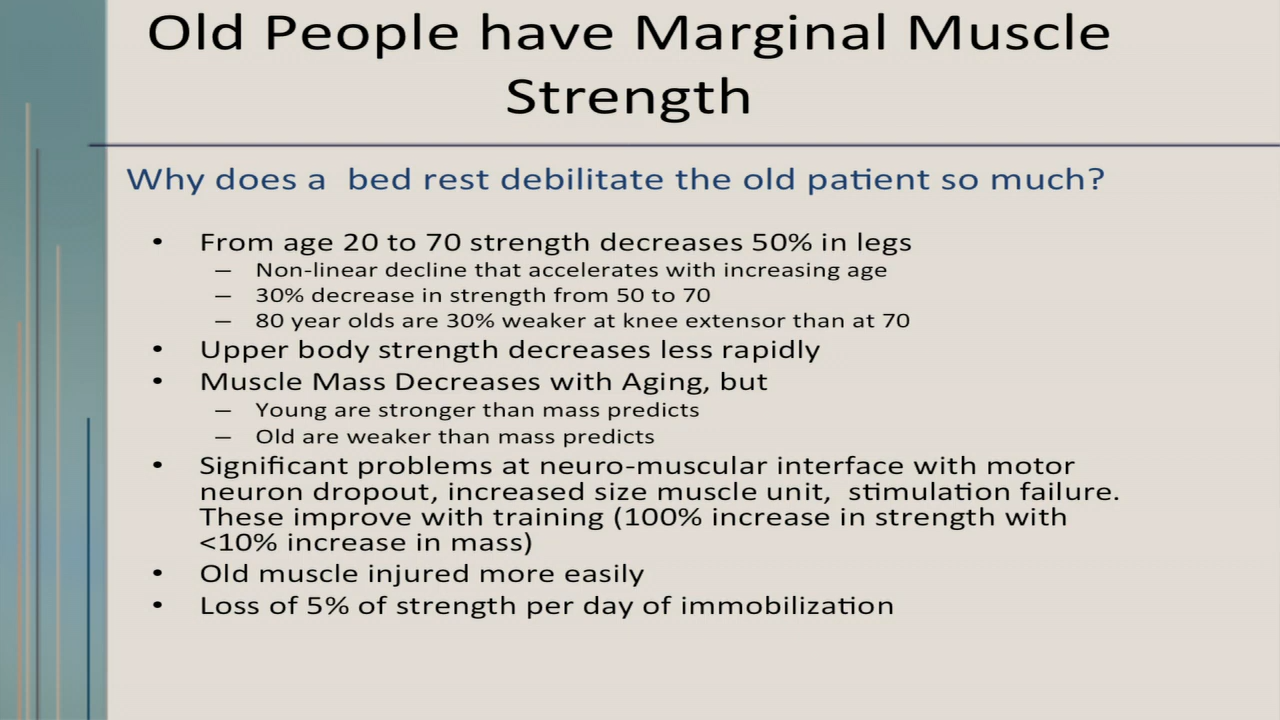 Old People have Marginal Muscle
Strength
Why does a  bed rest debilitate the old patient so much?
• From age 20 to 70 strength decreases 50% in legs
– Non-linear decline that accelerates with increasing age
– 30% decrease in strength from 50 to 70
– 80 year olds are 30% weaker at knee extensor than at 70
• Upper body strength decreases less rapidly
• Muscle Mass Decreases with Aging, but
– Young are stronger than mass predicts
– Old are weaker than mass predicts
• Significant problems at neuro-muscular interface with motor
neuron dropout, increased size muscle unit,  stimulation failure.
These improve with training (100% increase in strength with
<10% increase in mass)
• Old muscle injured more easily
• Loss of 5% of strength per day of immobilization